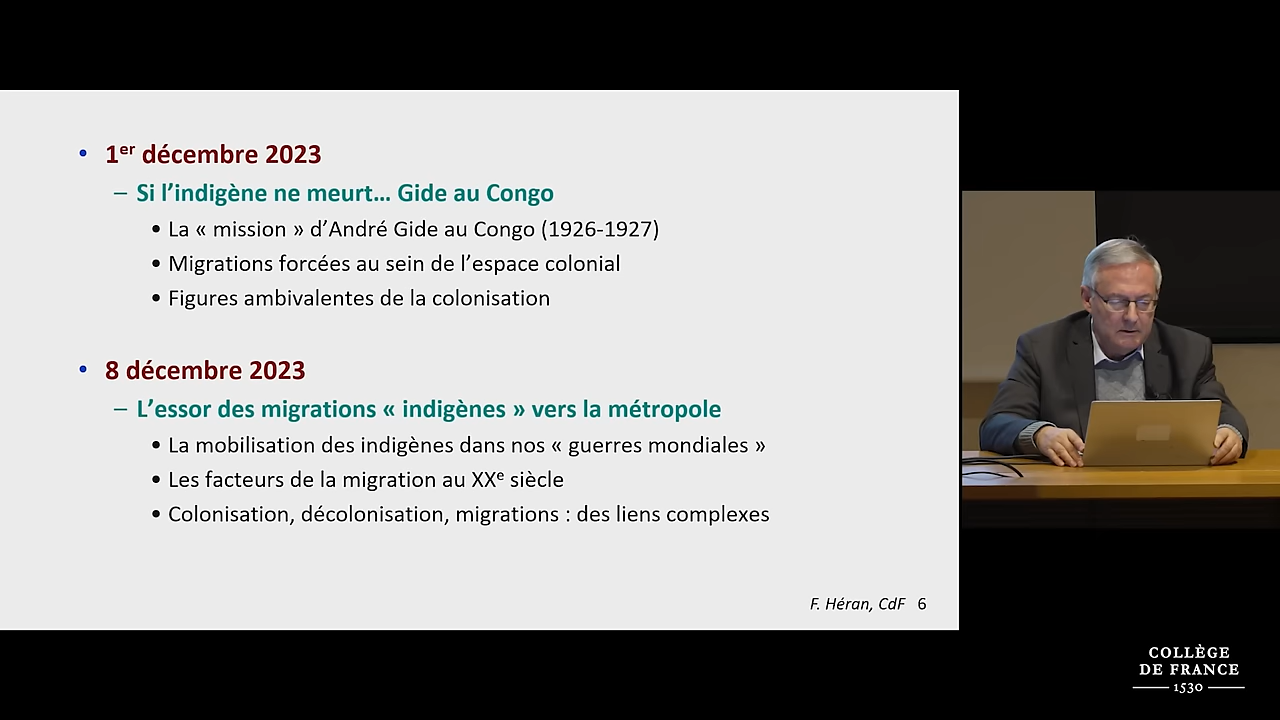 • 1er décembre 2023
– Si l'indigène ne meurt… Gide au Congo
• La « mission » d'André Gide au Congo (1926-1927)
• Migrations forcées au sein de l'espace colonial
• Figures ambivalentes de la colonisation
• 8 décembre 2023
– L'essor des migrations « indigènes » vers la métropole
• La mobilisation des indigènes dans nos « guerres mondiales »
• Les facteurs de la migration au XXe siècle
• Colonisation, décolonisation, migrations : des liens complexes
F. Héran, CdF 6
COLLÈGE
DE FRANCE
1530